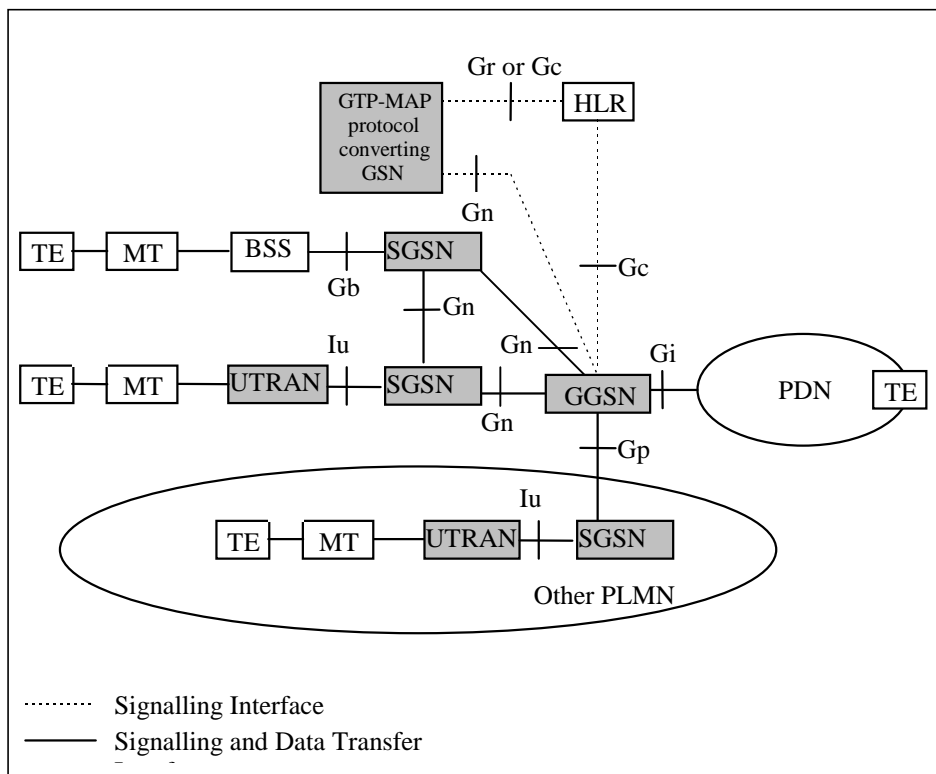 Gr or Gc
GTP-MAP
protocol
converting
GSN
HLR
Gn
TE
MT
BSS
SGSN
Gb
Gc
Gn
Gn
Iu
Gi
TE
MT
UTRAN
SGSN
GGSN
PDN
TE
Gn
Gp
Iu
TE
MT
UTRAN
SGSN
Other PLMN
Signalling Interface
Signalling and Data Transfer